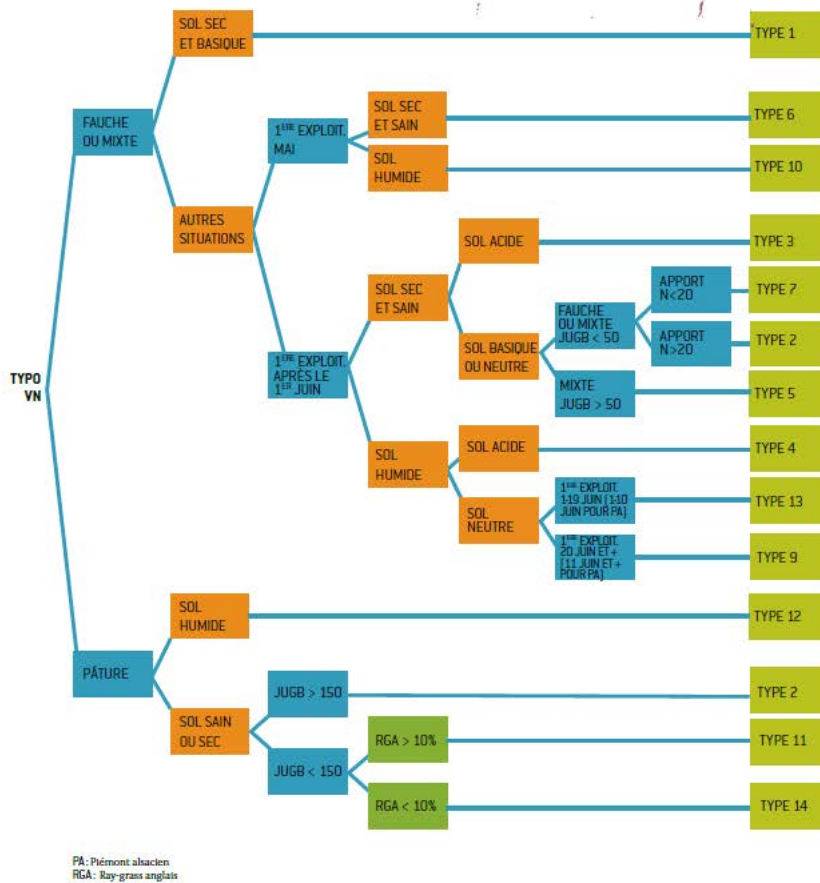 SOL SEC
ET BASIQUE
TYPE 1
FAUCHE
OU MIXTE
1ERE EXPLOIT.
MAI
SOL SEC
ET SAIN
TYPE 6
SOL
HUMIDE
TYPE 10
AUTRES
SITUATIONS
SOL ACIDE
TYPE 3
SOL SEC
ET SAIN
FAUCHE
OU MIXTE
JUGB < 50
APPORT
N<20
TYPE 7
APPORT
N>20
TYPE 2
SOL BASIQUE
OU NEUTRE
1ERE EXPLOIT.
APRÈS LE
1ER JUIN
MIXTE
JUGB > 50
TYPE 5
TYPO
VN
SOL
HUMIDE
SOL ACIDE
TYPE 4
SOL
NEUTRE
1ERE EXPLOIT.
1-19 JUIN (1-10
JUIN POUR PA)
TYPE 13
1ERE EXPLOIT.
20 JUIN ET +
(11 JUIN ET +
POUR PA)
TYPE 9
SOL
HUMIDE
TYPE 12
PÂTURE
JUGB > 150
TYPE 2
SOL SAIN
OU SEC
RGA > 10%
TYPE 11
JUGB < 150
RGA < 10%
TYPE 14
PA: Piémont alsacien
RGA: Ray-grass anglais